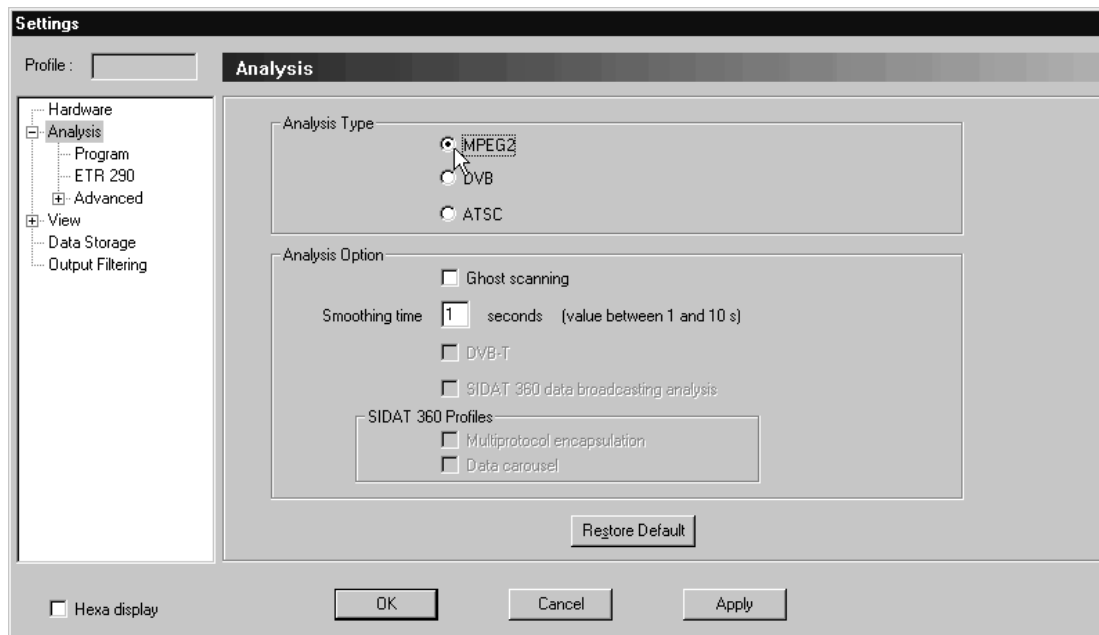 Settings
Profile :
Analysis
Hardware
Analysis
Program
ETR 290
Advanced
View
Data Storage
Output Filtering
Analysis Type
MPEG2
DVB
ATSC
Analysis Option
Ghost scanning
Smoothing time 1 seconds (value between 1 and 10 s)
DVB-T
SIDAT 360 data broadcasting analysis
SIDAT 360 Profiles
Multiprotocol encapsulation
Data carousel
Restore Default
Hexa display
OK
Cancel
Apply